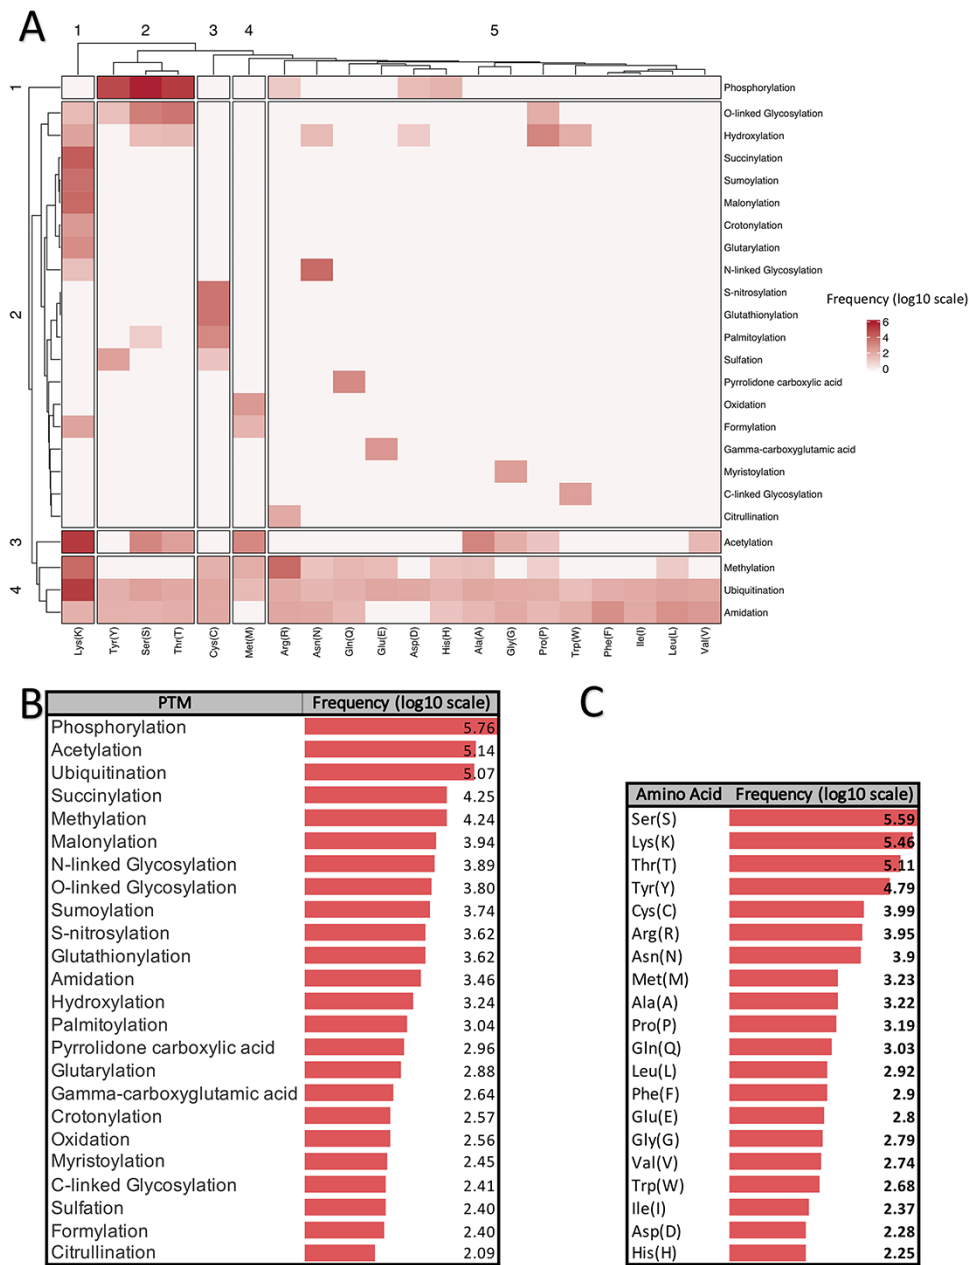 A
1 2 3 4 5
1
Phosphorylation
O-linked Glycosylation
Hydroxylation
Succinylation
Sumoylation
Malonylation
Crotonylation
Glutarylation
N-linked Glycosylation
S-nitrosylation
2
Glutathionylation
Palmitoylation
Sulfation
Pyrrolidone carboxylic acid
Oxidation
Formylation
Gamma-carboxyglutamic acid
Myristoylation
C-linked Glycosylation
Citrullination
3
Acetylation
Methylation
4
Ubiquitination
Amidation
Frequency (log10 scale)
6
4
2
0
Lys(K) Tyr(Y) Ser(S) Thr(T) Cys(C) Met(M) Arg(R) Asn(N) Gln(Q) Glu(E) Asp(D) His(H) Ala(A) Gly(G) Pro(P) Trp(W) Phe(F) Ile(I) Leu(L) Val(V)
B
PTM Frequency (log10 scale)
Phosphorylation 5.76
Acetylation 5.14
Ubiquitination 5.07
Succinylation 4.25
Methylation 4.24
Malonylation 3.94
N-linked Glycosylation 3.89
O-linked Glycosylation 3.80
Sumoylation 3.74
S-nitrosylation 3.62
Glutathionylation 3.62
Amidation 3.46
Hydroxylation 3.24
Palmitoylation 3.04
Pyrrolidone carboxylic acid 2.96
Glutarylation 2.88
Gamma-carboxyglutamic acid 2.64
Crotonylation 2.57
Oxidation 2.56
Myristoylation 2.45
C-linked Glycosylation 2.41
Sulfation 2.40
Formylation 2.40
Citrullination 2.09
C
Amino Acid Frequency (log10 scale)
Ser(S) 5.59
Lys(K) 5.46
Thr(T) 5.11
Tyr(Y) 4.79
Cys(C) 3.99
Arg(R) 3.95
Asn(N) 3.9
Met(M) 3.23
Ala(A) 3.22
Pro(P) 3.19
Gln(Q) 3.03
Leu(L) 2.92
Phe(F) 2.9
Glu(E) 2.8
Gly(G) 2.79
Val(V) 2.74
Trp(W) 2.68
Ile(I) 2.37
Asp(D) 2.28
His(H) 2.25